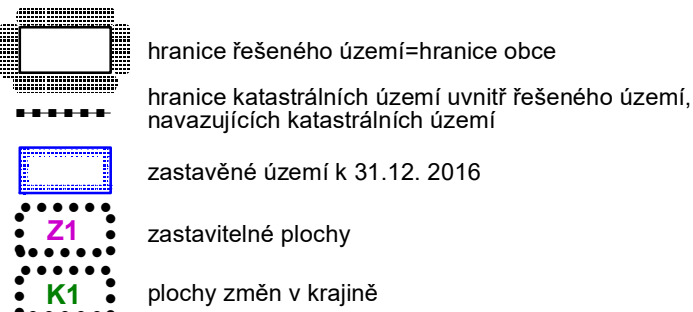 hranice řešeného území=hranice obce
hranice katastrálních území uvnitř řešeného území,
navazujících katastrálních území
zastavěné území k 31.12. 2016
Z1 zastavitelné plochy
K1 plochy změn v krajině